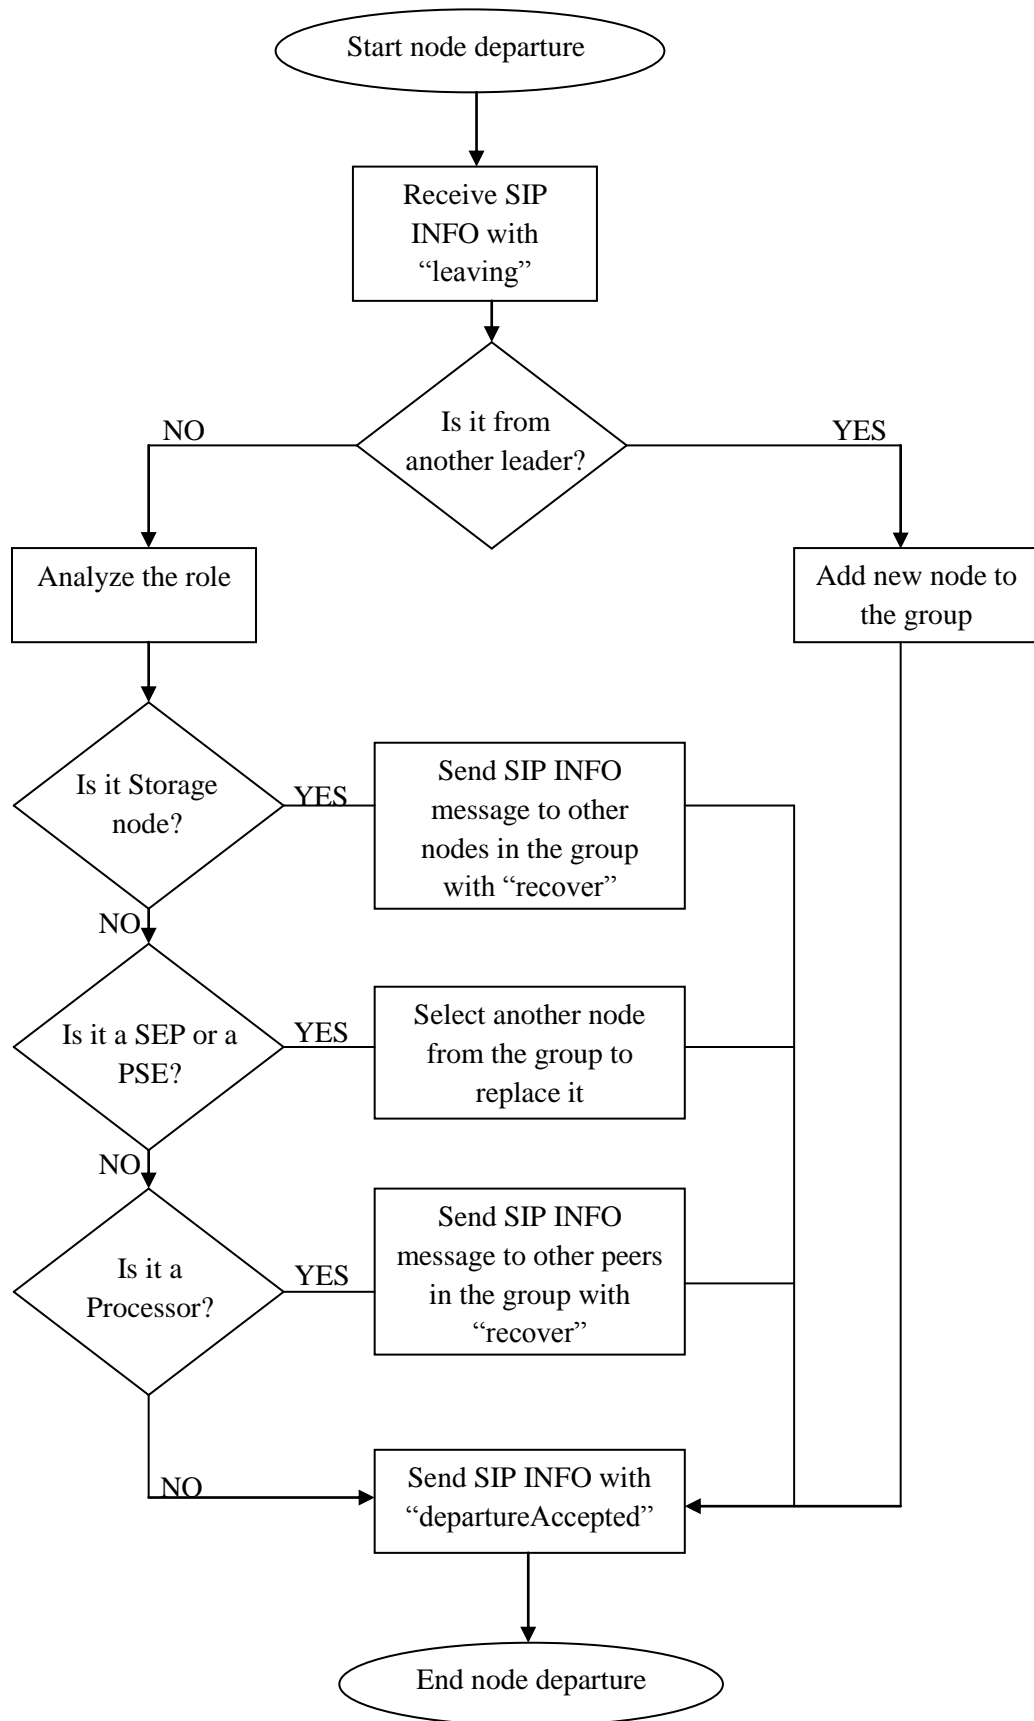 Start node departure
Receive SIP
INFO with
“leaving”
Is it from
another leader?
NO
YES
Analyze the role
Add new node to
the group
Is it Storage
node?
YES
Send SIP INFO
message to other
nodes in the group
with “recover”
NO
Is it a SEP or a
PSE?
YES
Select another node
from the group to
replace it
NO
Is it a
Processor?
YES
Send SIP INFO
message to other peers
in the group with
“recover”
NO
Send SIP INFO with
“departureAccepted”
End node departure